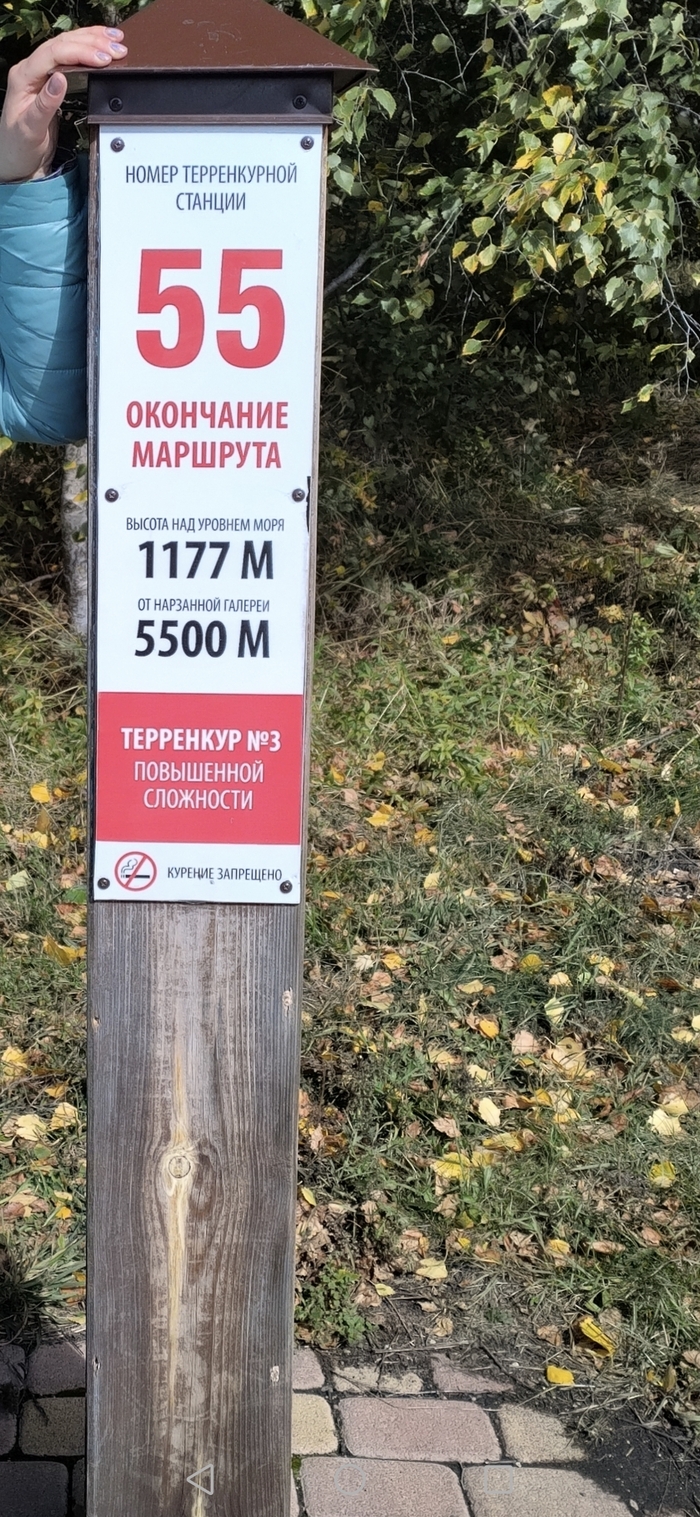 НОМЕР ТЕРРЕНКУРНОЙ
СТАНЦИИ
55
ОКОНЧАНИЕ
МАРШРУТА
ВЫСОТА НАД УРОВНЕМ МОРЯ
1177 М
ОТ НАРЗАННОЙ ГАЛЕРЕИ
5500 М
ТЕРРЕНКУР №3
ПОВЫШЕННОЙ
СЛОЖНОСТИ
КУРЕНИЕ ЗАПРЕЩЕНО